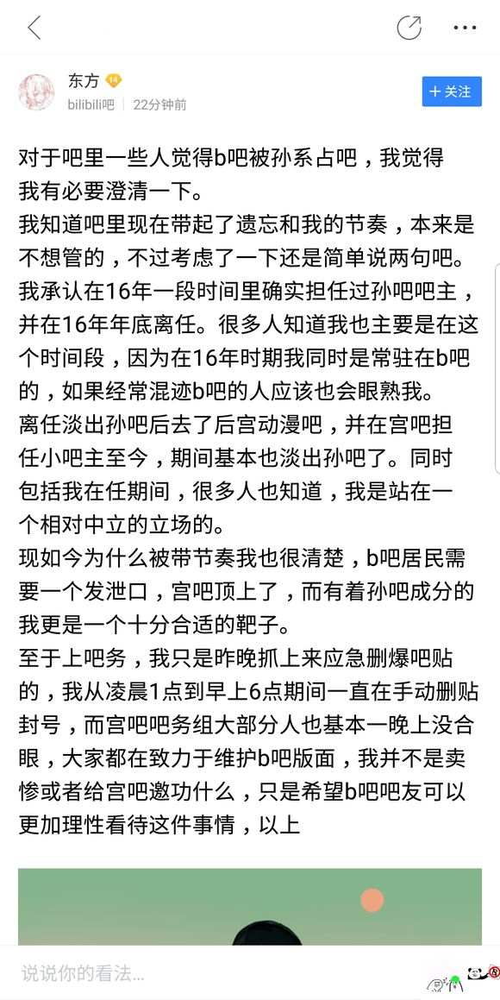 东方 14
bilibili吧 22分钟前
+ 关注
对于吧里一些人觉得b吧被孙系占吧，我觉得
我有必要澄清一下。
我知道吧里现在带起了遗忘和我的节奏，本来是
不想管的，不过考虑了一下还是简单说两句吧。
我承认在16年一段时间里确实担任过孙吧吧主，
并在16年年底离任。很多人知道我也主要是在这
个时间段，因为在16年时期我同时是常驻在b吧
的，如果经常混迹b吧的人应该也会眼熟我。
离任淡出孙吧后去了后宫动漫吧，并在宫吧担
任小吧主至今，期间基本也淡出孙吧了。同时
包括我在任期间，很多人也知道，我是站在一
个相对中立的立场的。
现如今为什么被带节奏我也很清楚，b吧居民需
要一个发泄口，宫吧顶上了，而有着孙吧成分的
我更是一个十分合适的靶子。
至于上吧务，我只是昨晚抓上来应急删爆吧贴
的，我从凌晨1点到早上6点期间一直在手动删贴
封号，而宫吧吧务组大部分人也基本一晚上没合
眼，大家都在致力于维护b吧版面，我并不是卖
惨或者给宫吧邀功什么，只是希望b吧吧友可以
更加理性看待这件事情，以上
说说你的看法...